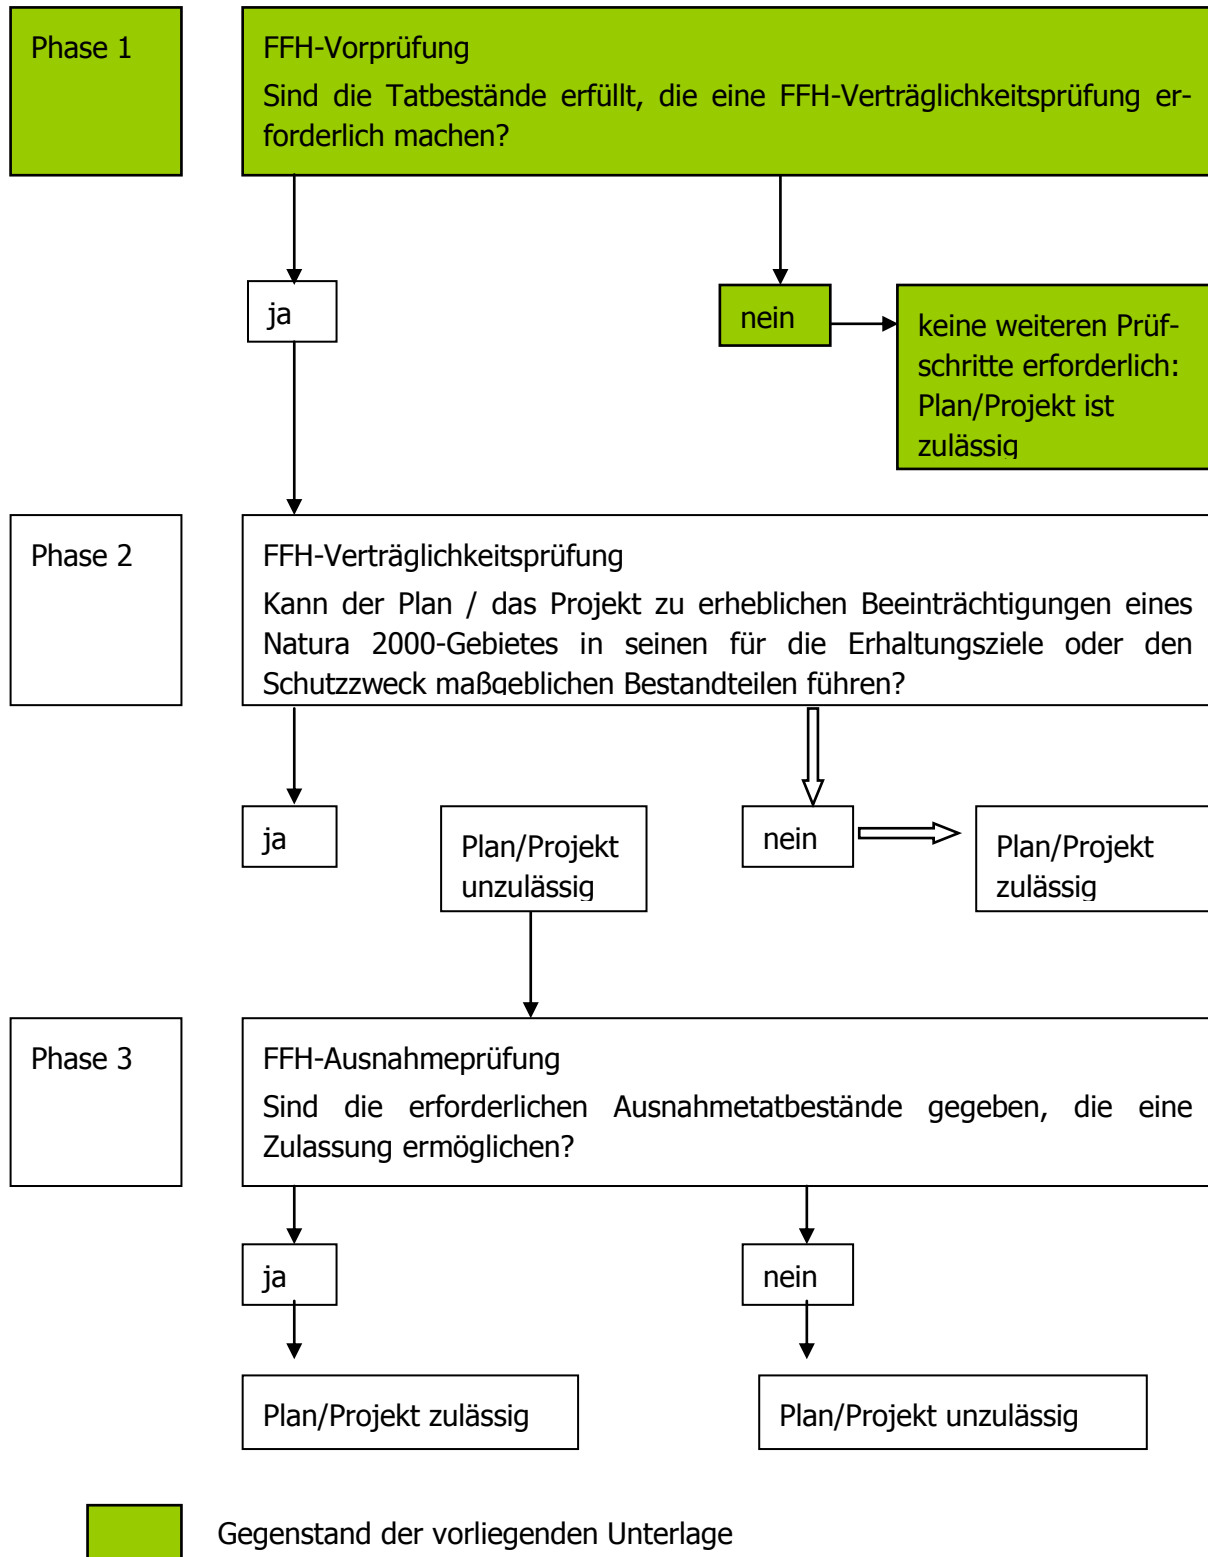 Phase 1
FFH-Vorprüfung
Sind die Tatbestände erfüllt, die eine FFH-Verträglichkeitsprüfung er-
forderlich machen?
ja
nein
keine weiteren Prüf-
schritte erforderlich:
Plan/Projekt ist
zulässig
Phase 2
FFH-Verträglichkeitsprüfung
Kann der Plan / das Projekt zu erheblichen Beeinträchtigungen eines
Natura 2000-Gebietes in seinen für die Erhaltungsziele oder den
Schutzzweck maßgeblichen Bestandteilen führen?
ja
Plan/Projekt
unzulässig
nein
Plan/Projekt
zulässig
Phase 3
FFH-Ausnahmeprüfung
Sind die erforderlichen Ausnahmetatbestände gegeben, die eine
Zulassung ermöglichen?
ja
nein
Plan/Projekt zulässig
Plan/Projekt unzulässig
Gegenstand der vorliegenden Unterlage